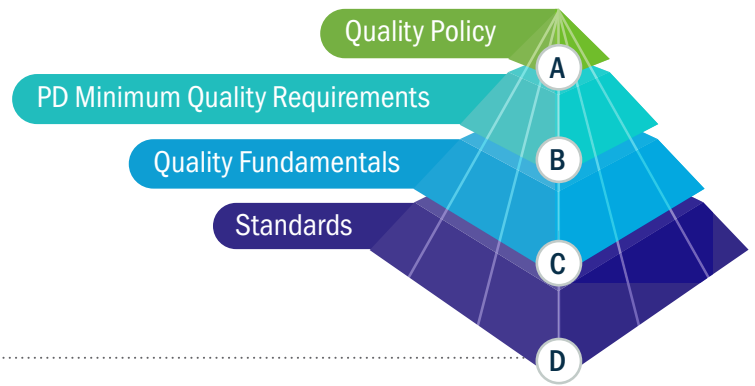 Quality Policy
A
PD Minimum Quality Requirements
B
Quality Fundamentals
Standards
C
D